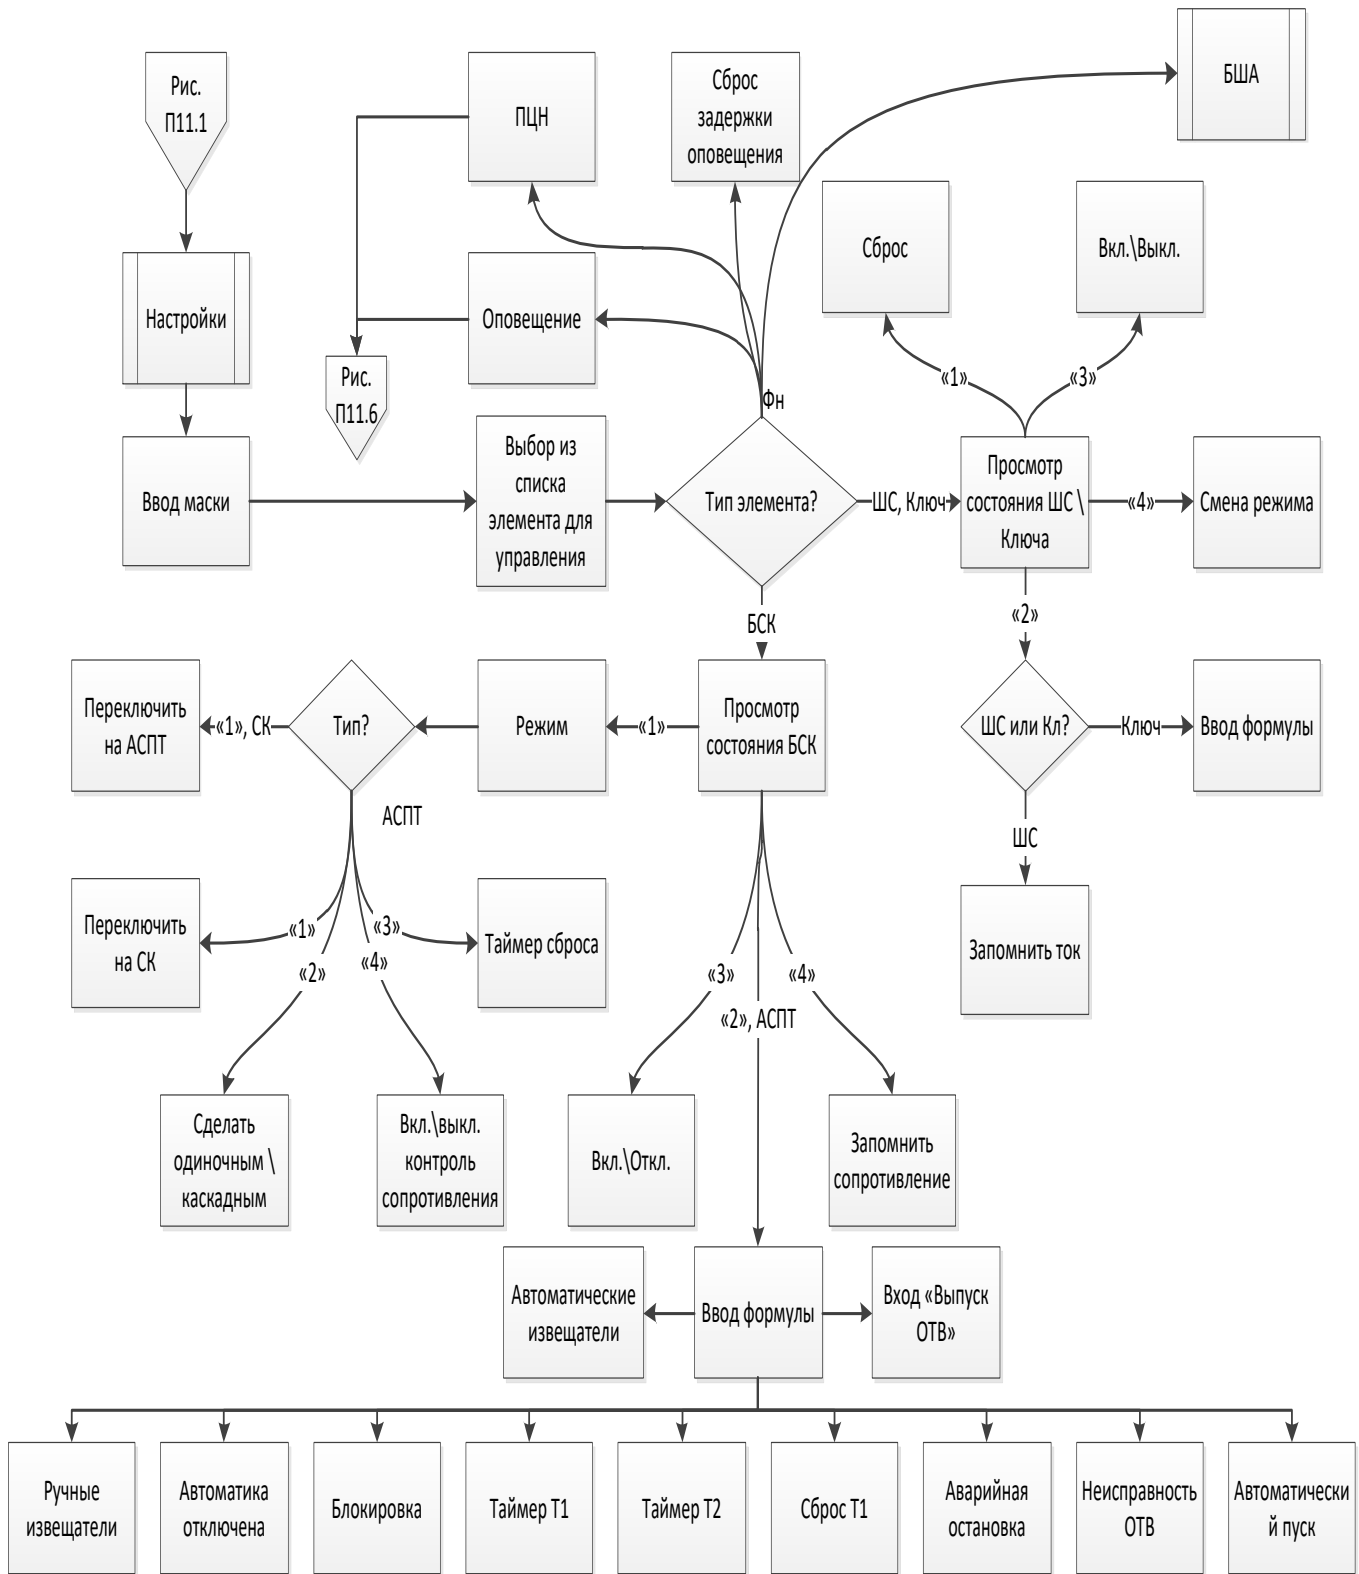 Рис.
П11.1
ПЦН
Сброс
задержки
оповещения
БША
Сброс
Вкл.\Выкл.
Настройки
Оповещение
Рис.
П11.6
«1»
«3»
Фн
Ввод маски
Выбор из
списка
элемента для
управления
Тип элемента?
ШС, Ключ
Просмотр
состояния ШС \
Ключа
«4»
Смена режима
БСК
«2»
Переключить
на АСПТ
«1», СК
Тип?
Режим
«1»
Просмотр
состояния БСК
ШС или Кл?
Ключ
Ввод формулы
АСПТ
ШС
Переключить
на СК
«1»
«3»
«2»
«4»
Таймер сброса
«3»
«4»
«2», АСПТ
Запомнить ток
Сделать
одиночным \
каскадным
Вкл.\выкл.
контроль
сопротивления
Вкл.\Откл.
Запомнить
сопротивление
Автоматические
извещатели
Ввод формулы
Вход «Выпуск
ОТВ»
Ручные
извещатели
Автоматика
отключена
Блокировка
Таймер Т1
Таймер Т2
Сброс Т1
Аварийная
остановка
Неисправность
ОТВ
Автоматически
й пуск